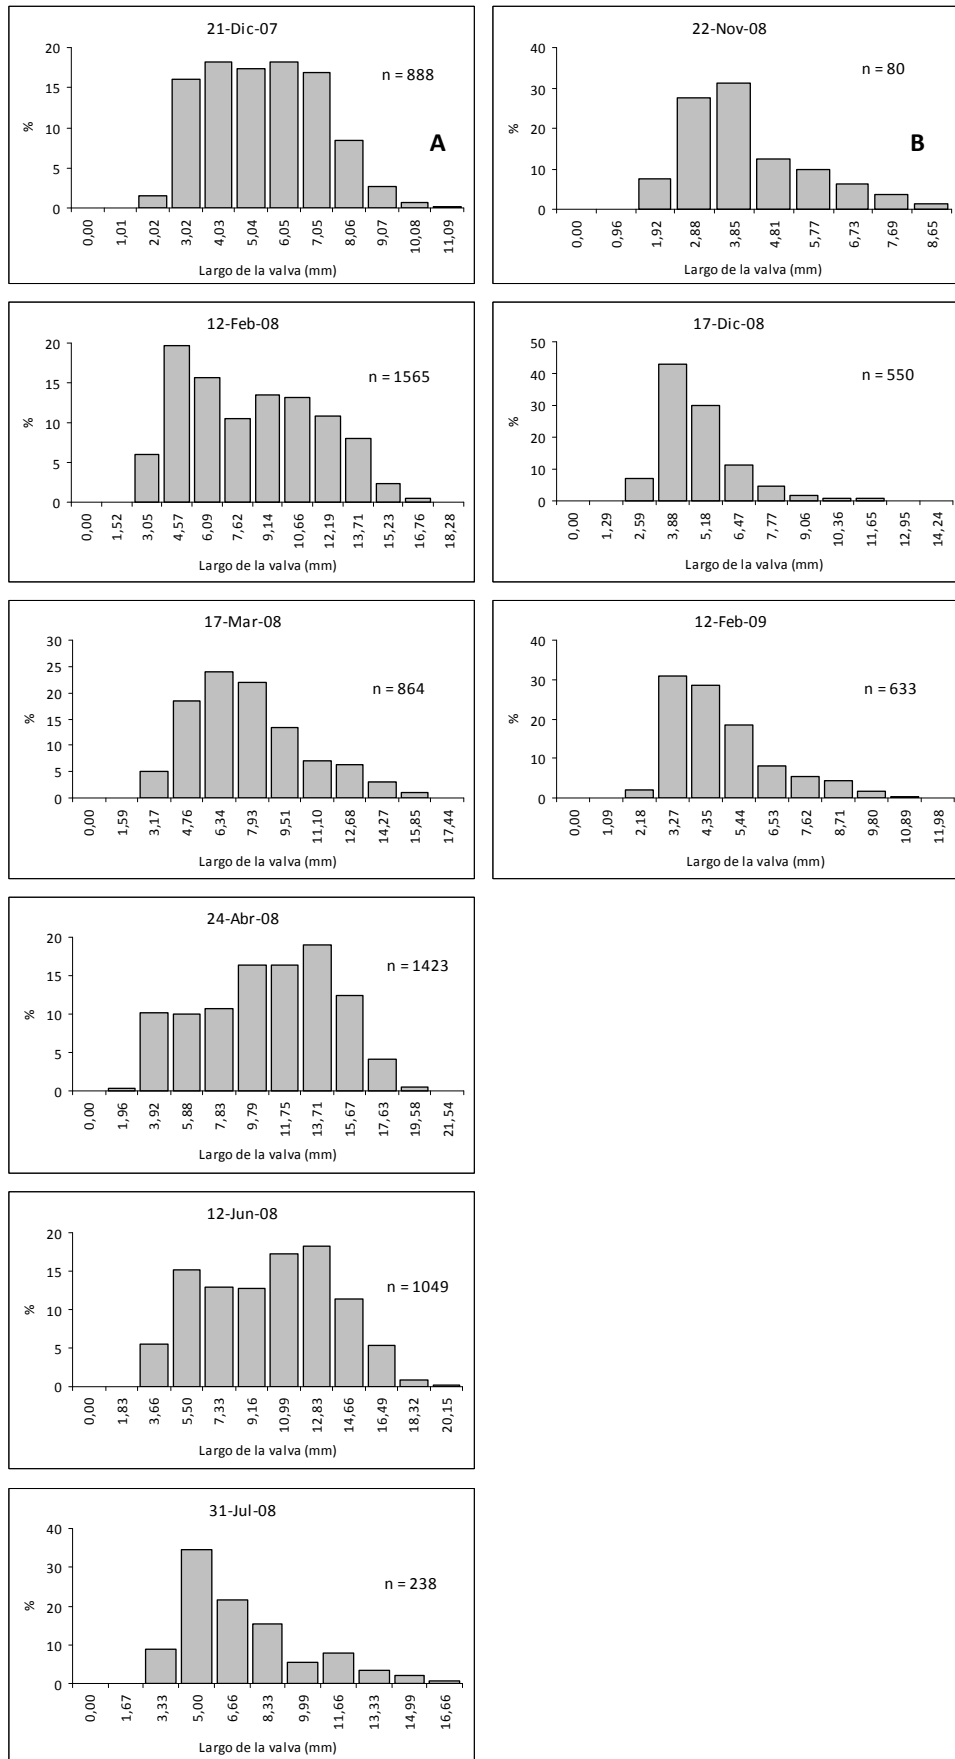 21-Dic-07
20
15
10
5
0
%
n = 888
A
0,00 1,01 2,02 3,02 4,03 5,04 6,05 7,05 8,06 9,07 10,08 11,09
Largo de la valva (mm)
22-Nov-08
40
30
20
10
0
%
n = 80
B
0,00 0,96 1,92 2,88 3,85 4,81 5,77 6,73 7,69 8,65
Largo de la valva (mm)
12-Feb-08
20
15
10
5
0
%
n = 1565
0,00 1,52 3,05 4,57 6,09 7,62 9,14 10,66 12,19 13,71 15,23 16,76 18,28
Largo de la valva (mm)
17-Dic-08
50
40
30
20
10
0
%
n = 550
0,00 1,29 2,59 3,88 5,18 6,47 7,77 9,06 10,36 11,65 12,95 14,24
Largo de la valva (mm)
17-Mar-08
30
25
20
15
10
5
0
%
n = 864
0,00 1,59 3,17 4,76 6,34 7,93 9,51 11,10 12,68 14,27 15,85 17,44
Largo de la valva (mm)
12-Feb-09
40
30
20
10
0
%
n = 633
0,00 1,09 2,18 3,27 4,35 5,44 6,53 7,62 8,71 9,80 10,89 11,98
Largo de la valva (mm)
24-Abr-08
20
15
10
5
0
%
n = 1423
0,00 1,96 3,92 5,88 7,83 9,79 11,75 13,71 15,67 17,63 19,58 21,54
Largo de la valva (mm)
12-Jun-08
20
15
10
5
0
%
n = 1049
0,00 1,83 3,66 5,50 7,33 9,16 10,99 12,83 14,66 16,49 18,32 20,15
Largo de la valva (mm)
31-Jul-08
40
30
20
10
0
%
n = 238
0,00 1,67 3,33 5,00 6,66 8,33 9,99 11,66 13,33 14,99 16,66
Largo de la valva (mm)